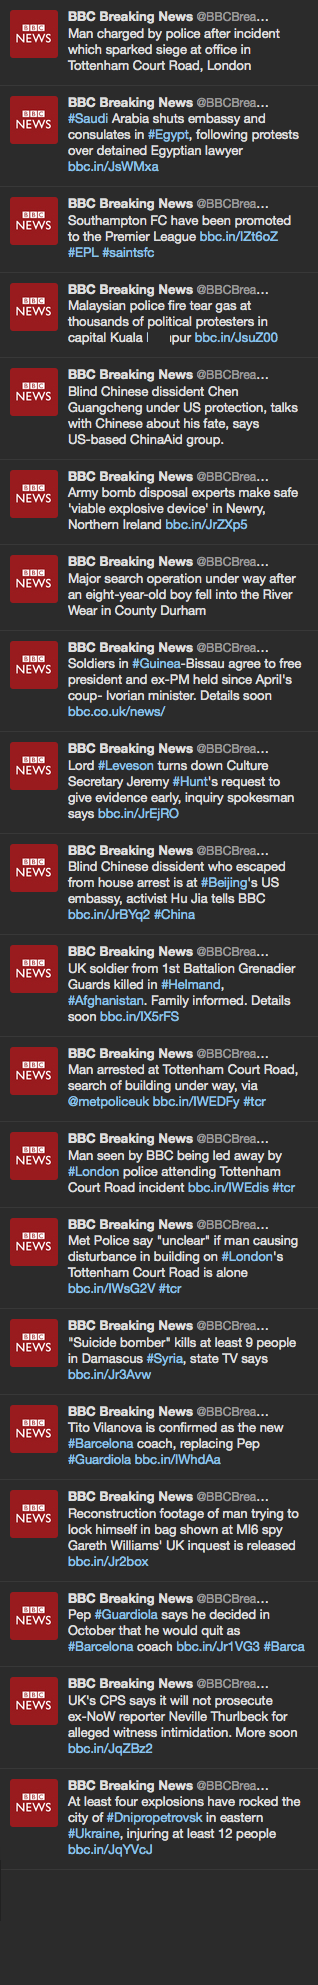 BBC
NEWS
BBC Breaking News @BBCBrea...
Man charged by police after incident
which sparked siege at office in
Tottenham Court Road, London
BBC
NEWS
BBC Breaking News @BBCBrea...
#Saudi Arabia shuts embassy and
consulates in #Egypt, following protests
over detained Egyptian lawyer
bbc.in/JsWMxa
BBC
NEWS
BBC Breaking News @BBCBrea...
Southampton FC have been promoted
to the Premier League bbc.in/IZt6oZ
#EPL #saintsfc
BBC
NEWS
BBC Breaking News @BBCBrea...
Malaysian police fire tear gas at
thousands of political protesters in
capital Kuala bbc.in/JsuZ00
BBC
NEWS
BBC Breaking News @BBCBrea...
Blind Chinese dissident Chen
Guangcheng under US protection, talks
with Chinese about his fate, says
US-based ChinaAid group.
BBC
NEWS
BBC Breaking News @BBCBrea...
Army bomb disposal experts make safe
'viable explosive device' in Newry,
Northern Ireland bbc.in/JrZXp5
BBC
NEWS
BBC Breaking News @BBCBrea...
Major search operation under way after
an eight-year-old boy fell into the River
Wear in County Durham
BBC
NEWS
BBC Breaking News @BBCBrea...
Soldiers in #Guinea-Bissau agree to free
president and ex-PM held since April's
coup- Ivorian minister. Details soon
bbc.co.uk/news/
BBC
NEWS
BBC Breaking News @BBCBrea...
Lord #Leveson turns down Culture
Secretary Jeremy #Hunt's request to
give evidence early, inquiry spokesman
says bbc.in/JrEjRO
BBC
NEWS
BBC Breaking News @BBCBrea...
Blind Chinese dissident who escaped
from house arrest is at #Beijing's US
embassy, activist Hu Jia tells BBC
bbc.in/JrBYq2 #China
BBC
NEWS
BBC Breaking News @BBCBrea...
UK soldier from 1st Battalion Grenadier
Guards killed in #Helmand,
#Afghanistan. Family informed. Details
soon bbc.in/IX5rFS
BBC
NEWS
BBC Breaking News @BBCBrea...
Man arrested at Tottenham Court Road,
search of building under way, via
@metpoliceuk bbc.in/IWEDFy #tcr
BBC
NEWS
BBC Breaking News @BBCBrea...
Man seen by BBC being led away by
#London police attending Tottenham
Court Road incident bbc.in/IWEdis #tcr
BBC
NEWS
BBC Breaking News @BBCBrea...
Met Police say "unclear" if man causing
disturbance in building on #London's
Tottenham Court Road is alone
bbc.in/IWsG2V #tcr
BBC
NEWS
BBC Breaking News @BBCBrea...
"Suicide bomber" kills at least 9 people
in Damascus #Syria, state TV says
bbc.in/Jr3Avw
BBC
NEWS
BBC Breaking News @BBCBrea...
Tito Vilanova is confirmed as the new
#Barcelona coach, replacing Pep
#Guardiola bbc.in/IWhdAa
BBC
NEWS
BBC Breaking News @BBCBrea...
Reconstruction footage of man trying to
lock himself in bag shown at MI6 spy
Gareth Williams' UK inquest is released
bbc.in/Jr2box
BBC
NEWS
BBC Breaking News @BBCBrea...
Pep #Guardiola says he decided in
October that he would quit as
#Barcelona coach bbc.in/Jr1VG3 #Barca
BBC
NEWS
BBC Breaking News @BBCBrea...
UK's CPS says it will not prosecute
ex-NoW reporter Neville Thurlbeck for
alleged witness intimidation. More soon
bbc.in/JqZBz2
BBC
NEWS
BBC Breaking News @BBCBrea...
At least four explosions have rocked the
city of #Dnipropetrovsk in eastern
#Ukraine, injuring at least 12 people
bbc.in/JqYVcJ